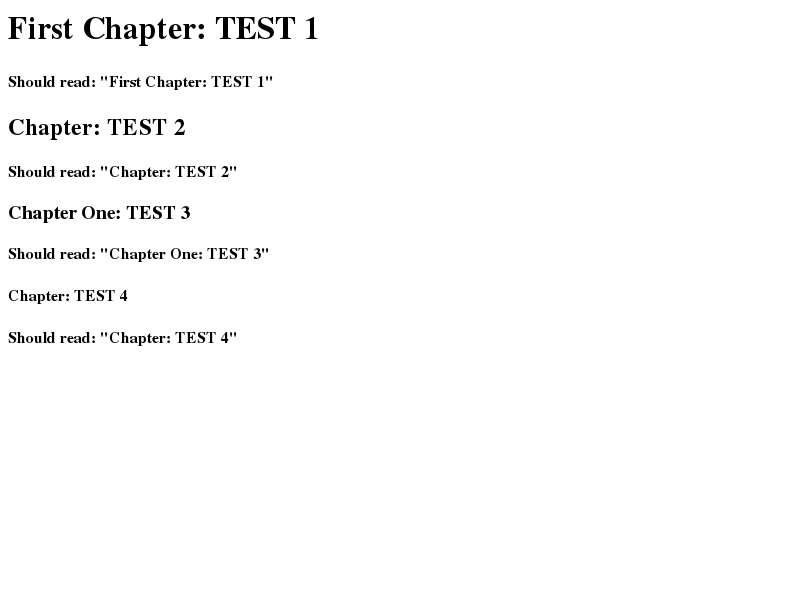 First Chapter: TEST 1
Should read: "First Chapter: TEST 1"
Chapter: TEST 2
Should read: "Chapter: TEST 2"
Chapter One: TEST 3
Should read: "Chapter One: TEST 3"
Chapter: TEST 4
Should read: "Chapter: TEST 4"